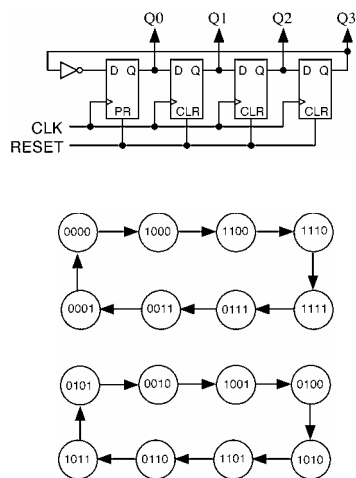 Q0 Q1 Q2 Q3
D Q D Q D Q D Q
PR CLR CLR CLR
CLK
RESET
0000 1000 1100 1110
0001 0011 0111 1111
0101 0010 1001 0100
1011 0110 1101 1010